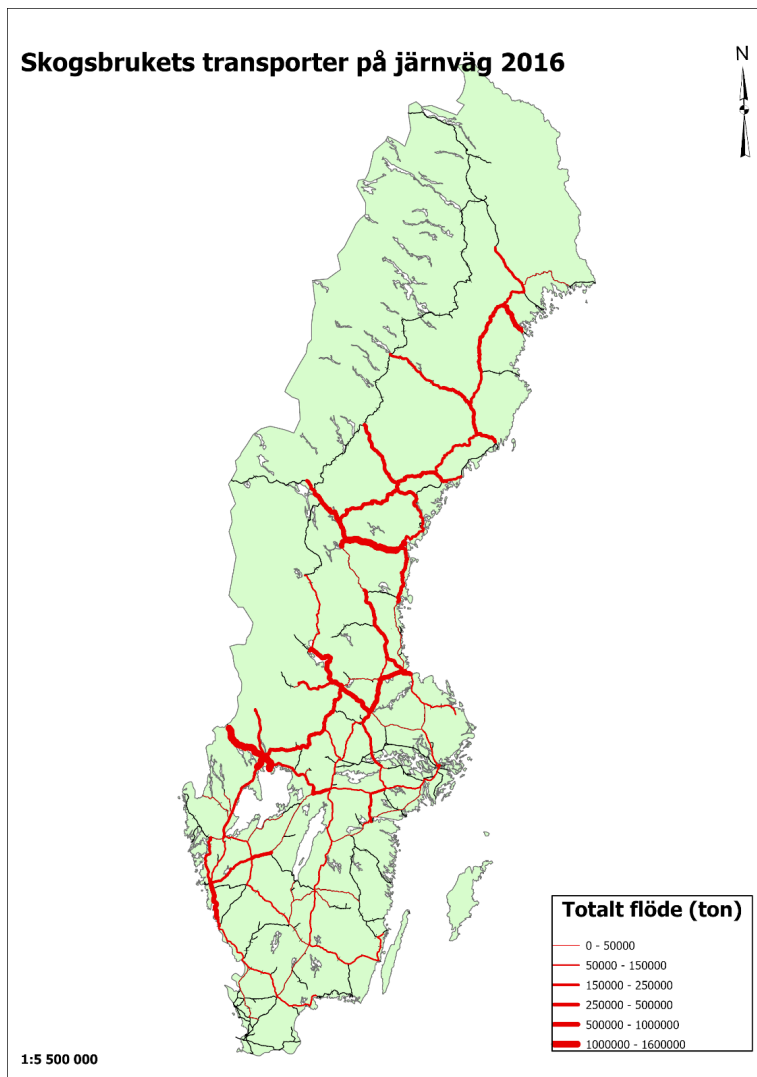 Skogsbrukets transporter på järnväg 2016
N
Totalt flöde (ton)
0 - 50000
50000 - 150000
150000 - 250000
250000 - 500000
500000 - 1000000
1000000 - 1600000
1:5 500 000